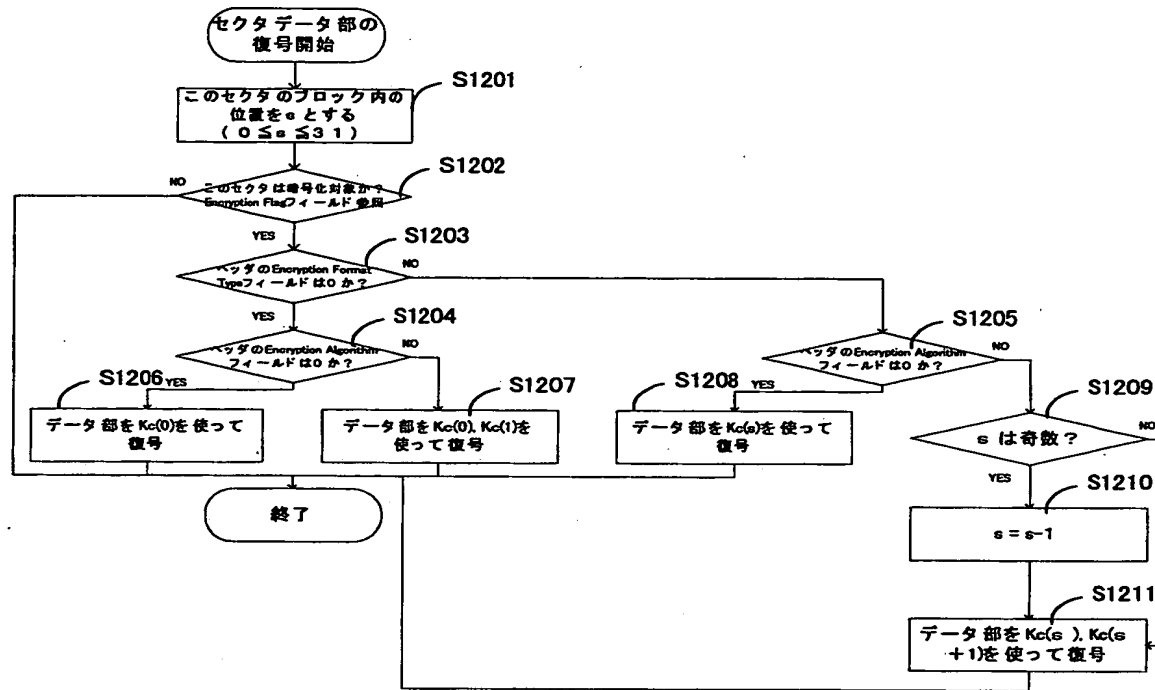 セクタデータ部の
復号開始
S1201
このセクタのブロック内の
位置をsとする
(0≦s≦31)
S1202
NO
このセクタは暗号化対象か?
Encryption Flagフィールド参照
YES
S1203
ヘッダのEncryption Format
Typeフィールドは0か?
NO
YES
S1204
ヘッダのEncryption Algorithm
フィールドは0か?
NO
S1205
ヘッダのEncryption Algorithm
フィールドは0か?
NO
S1206
YES
データ部をKc(0)を使って
復号
S1207
データ部をKc(0),Kc(1)を
使って復号
S1208
YES
データ部をKc(s)を使って
復号
S1209
sは奇数?
NO
YES
S1210
s=s-1
S1211
データ部をKc(s),Kc(s
+1)を使って復号
終了